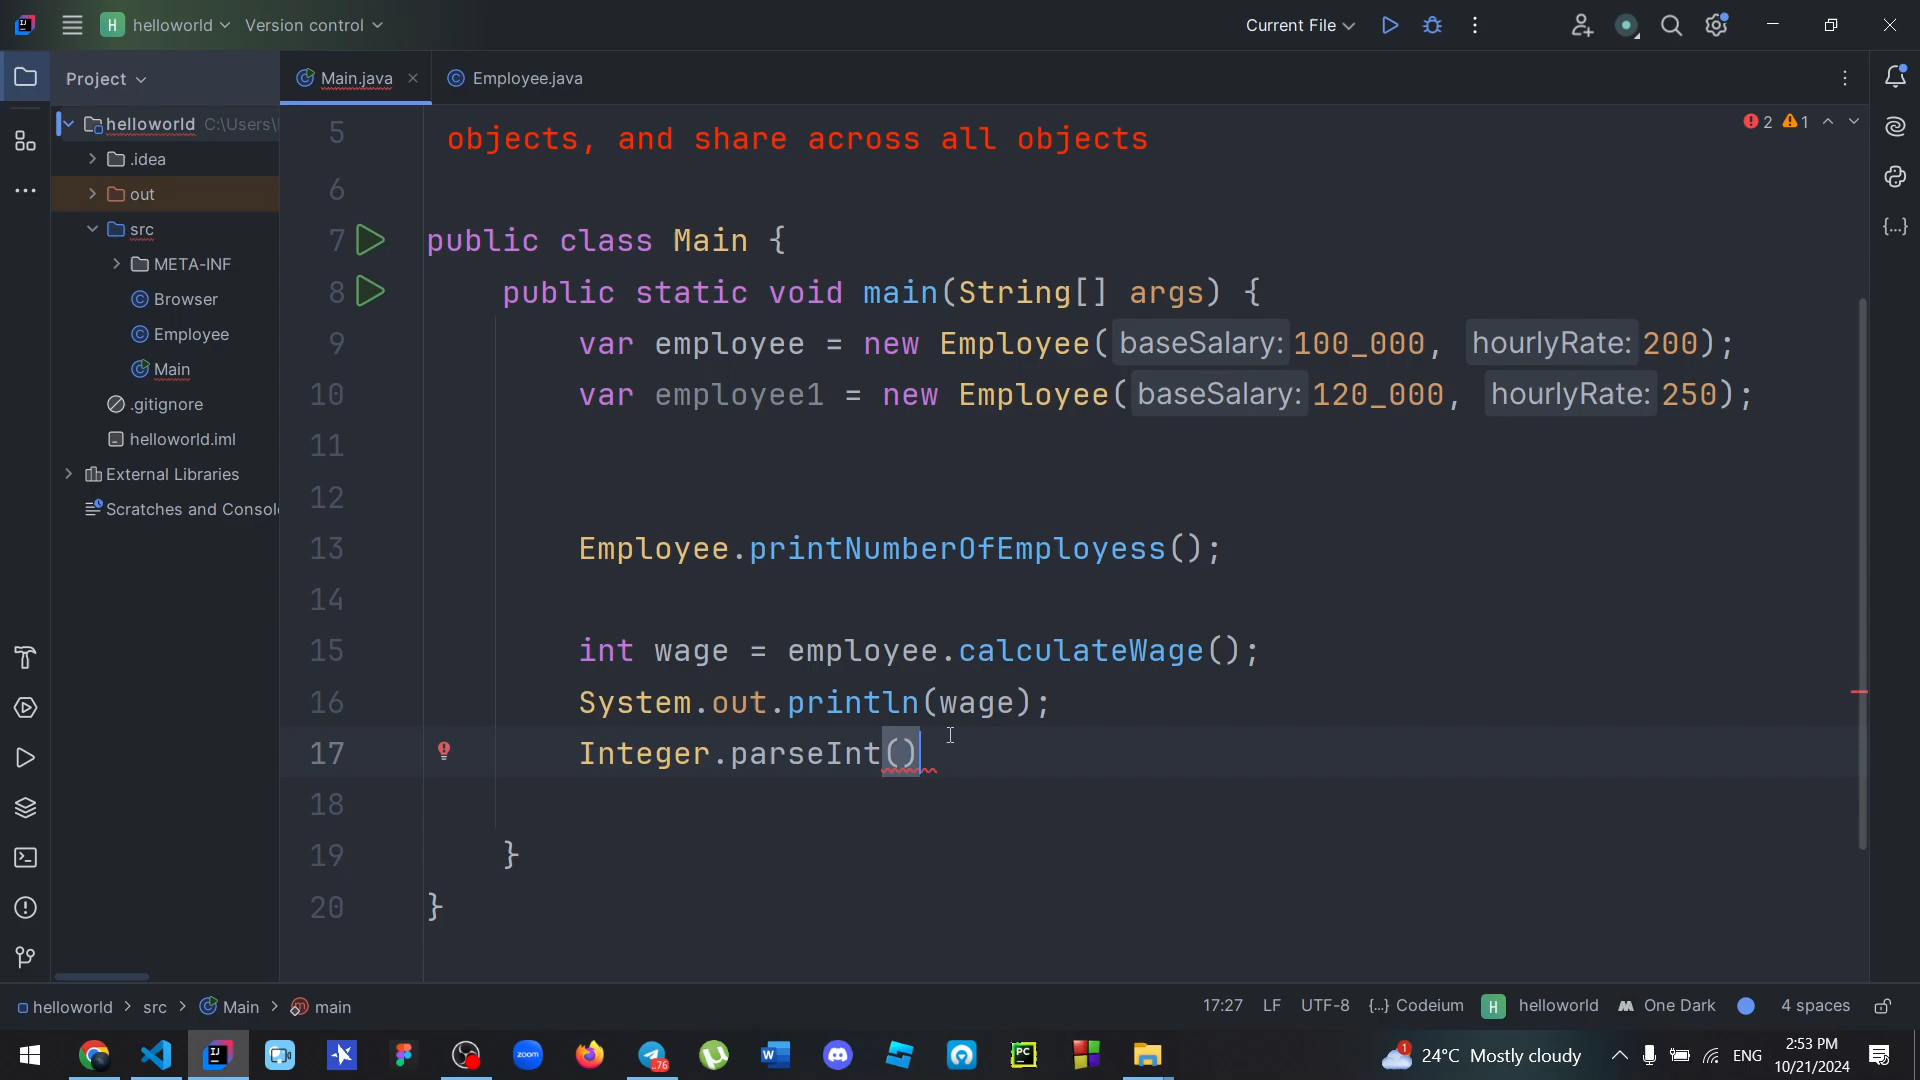 H helloworld Version control Current File
Project Main.java Employee.java
helloworld C:\Users\
.idea
out
src
META-INF
Browser
Employee
Main
.gitignore
helloworld.iml
External Libraries
Scratches and Consol
2 1
5 objects, and share across all objects
6
7 public class Main {
8 public static void main(String[] args) {
9 var employee = new Employee( baseSalary: 100_000, hourlyRate: 200);
10 var employee1 = new Employee( baseSalary: 120_000, hourlyRate: 250);
11
12
13 Employee.printNumberOfEmployess();
14
15 int wage = employee.calculateWage();
16 System.out.println(wage);
17 Integer.parseInt()
18
19 }
20 }
helloworld > src > Main > main 17:27 LF UTF-8 {...} Codeium H helloworld One Dark 4 spaces
zoom 76 W PC 1 24°C Mostly cloudy ENG 2:53 PM
10/21/2024